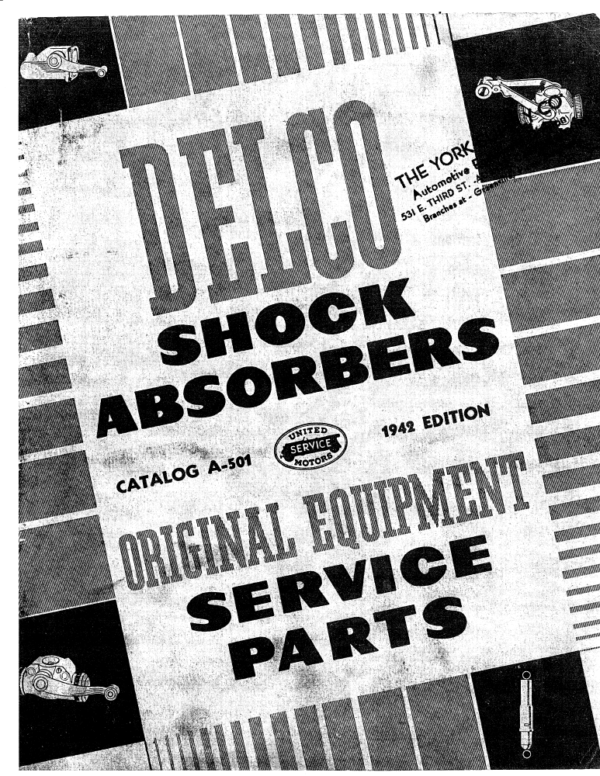 DELCO
THE YORK
Automotive
531 E. THIRD ST.
Branches at -
SHOCK
ABSORBERS
CATALOG A-501
UNITED
SERVICE
MOTORS
1942 EDITION
ORIGINAL EQUIPMENT
SERVICE
PARTS